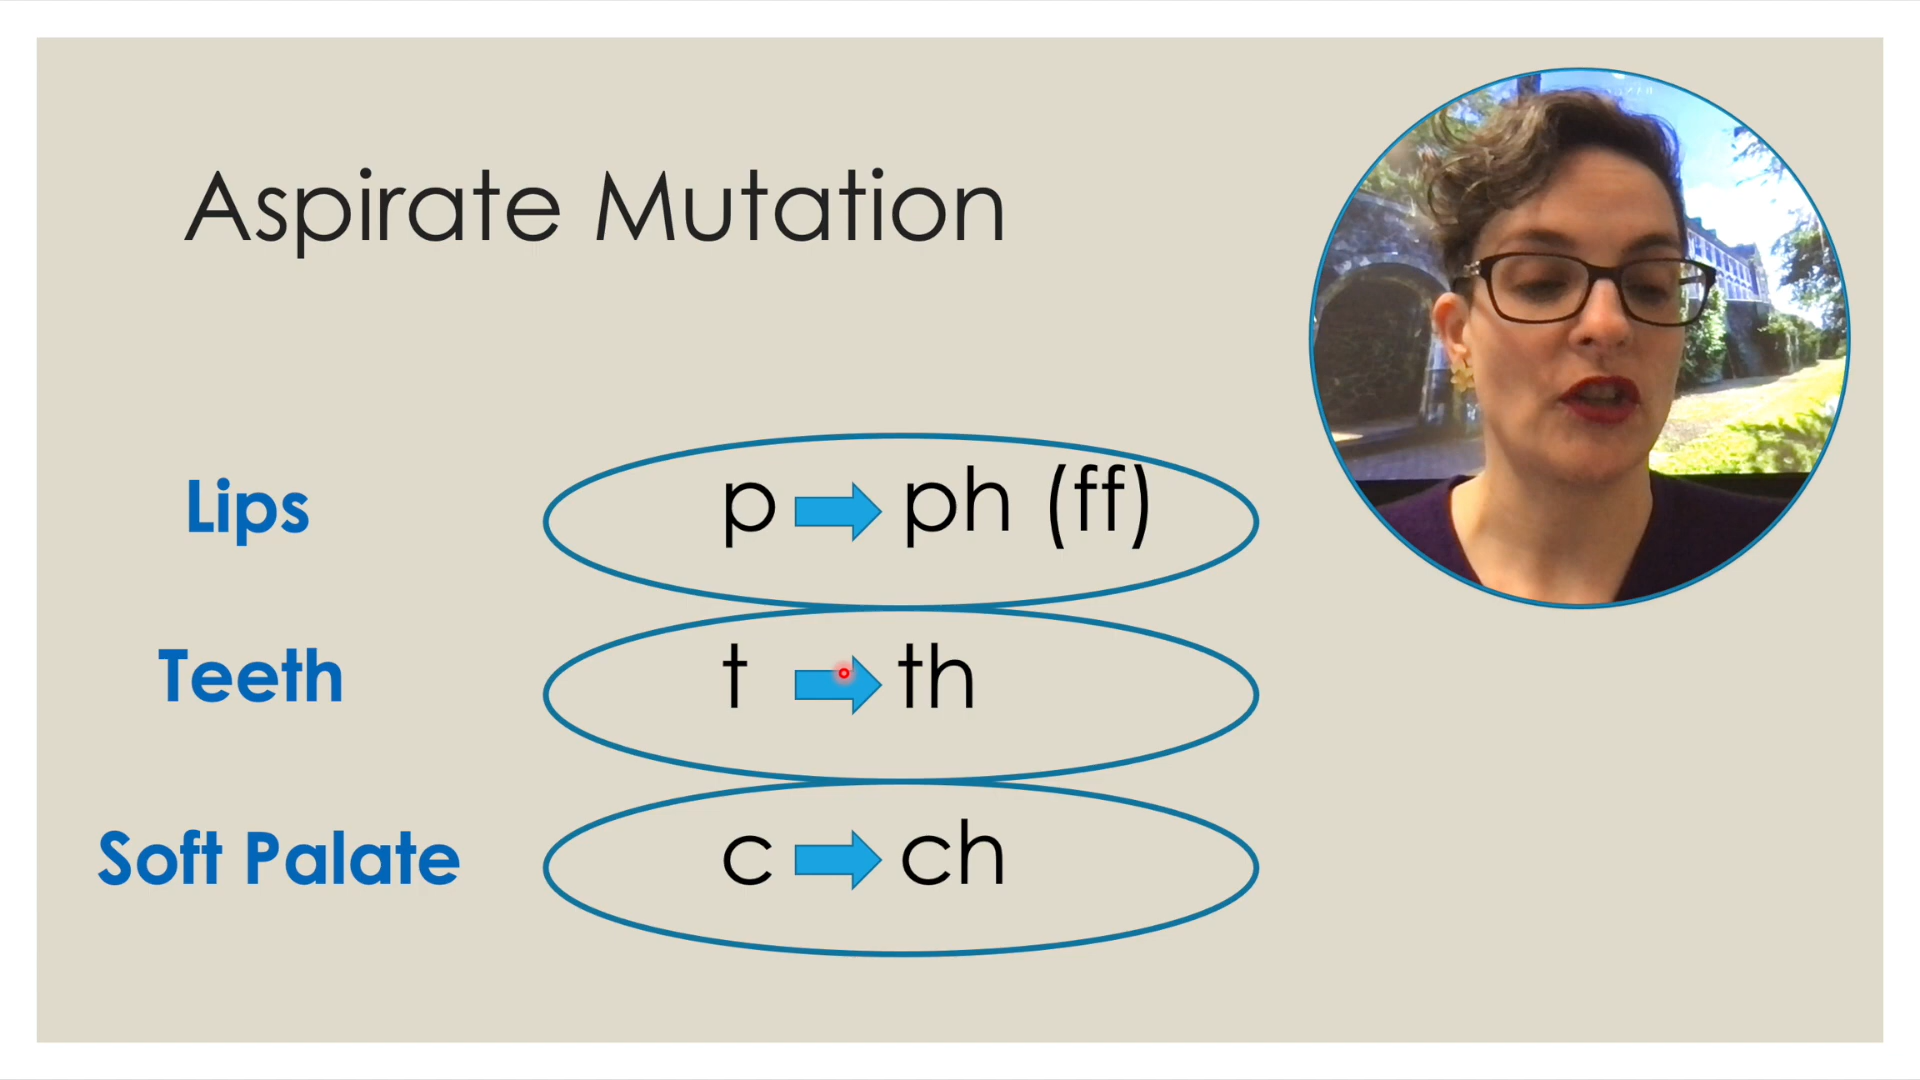 Aspirate Mutation
Lips p ph (ff)
Teeth t th
Soft Palate c ch